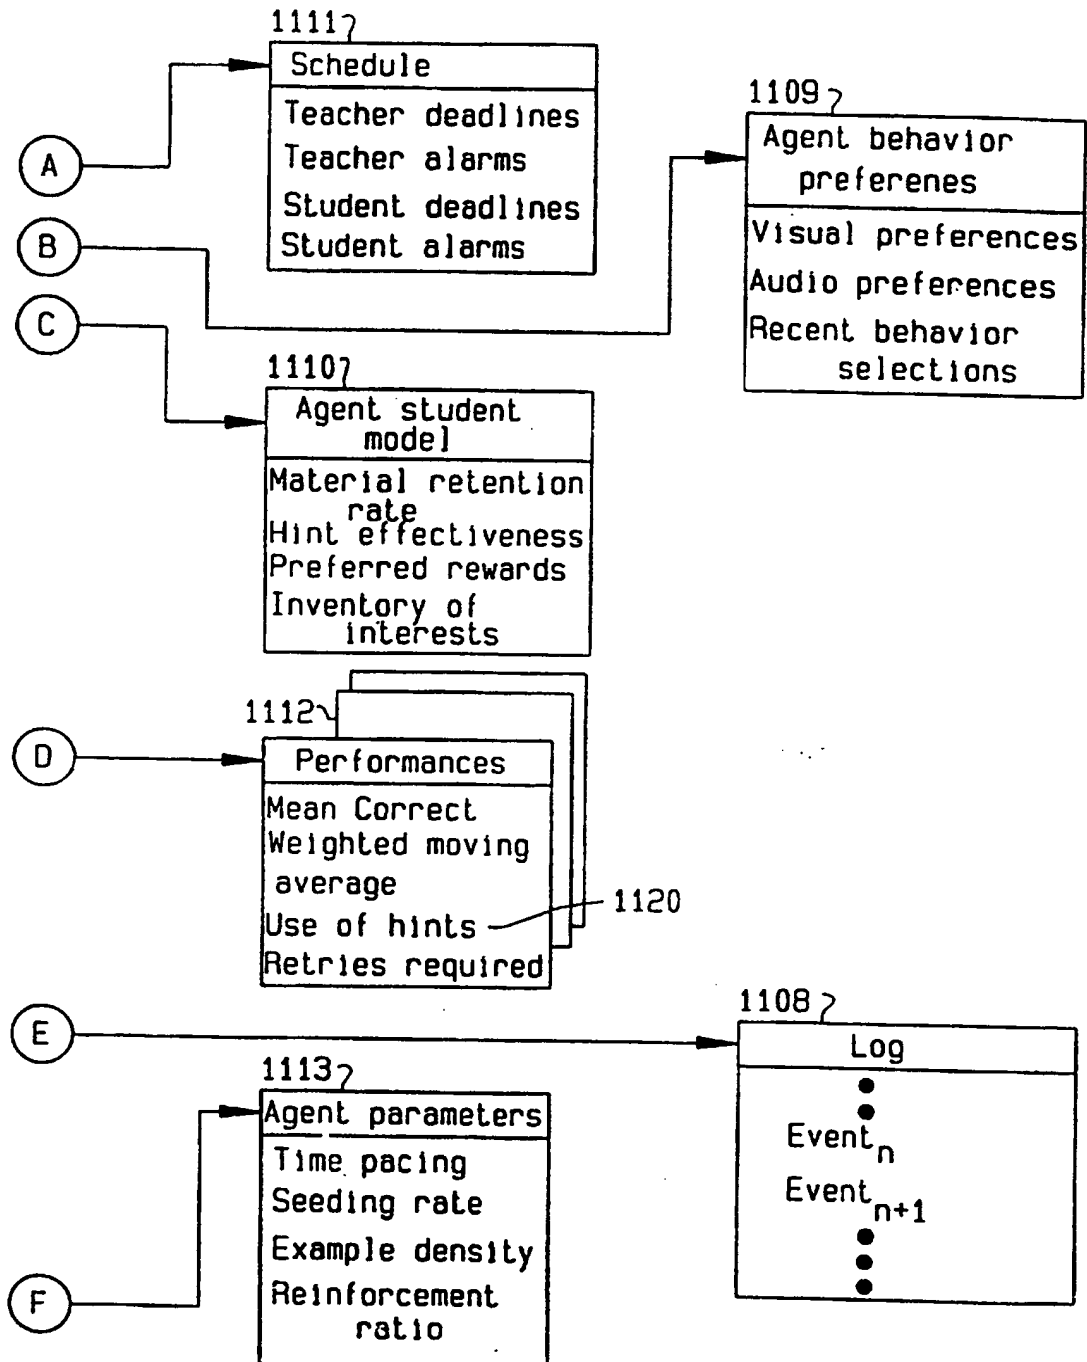 1111
Schedule
Teacher deadlines
Teacher alarms
Student deadlines
Student alarms
A
B
C
1109
Agent behavior
preferenes
Visual preferences
Audio preferences
Recent behavior
selections
1110
Agent student
model
Material retention
rate
Hint effectiveness
Preferred rewards
Inventory of
interests
1112
D
Performances
Mean Correct
Weighted moving
average
Use of hints
1120
Retries required
E
1108
Log
Event n
Event n+1
1113
Agent parameters
Time pacing
Seeding rate
Example density
Reinforcement
ratio
F